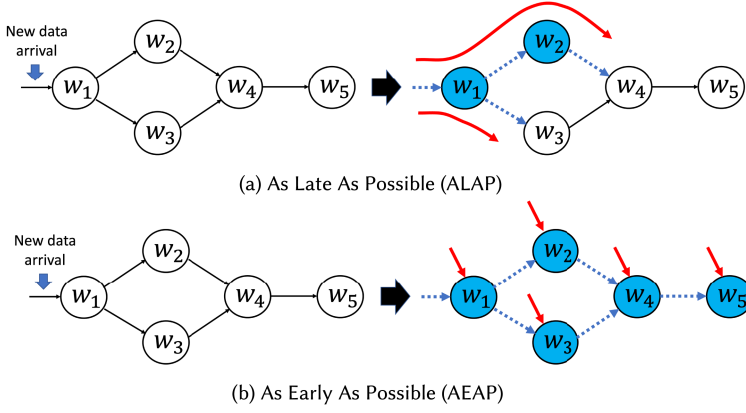 New data
arrival
w1 w2 w3 w4 w5
w1 w2 w3 w4 w5
(a) As Late As Possible (ALAP)
New data
arrival
w1 w2 w3 w4 w5
w1 w2 w3 w4 w5
(b) As Early As Possible (AEAP)